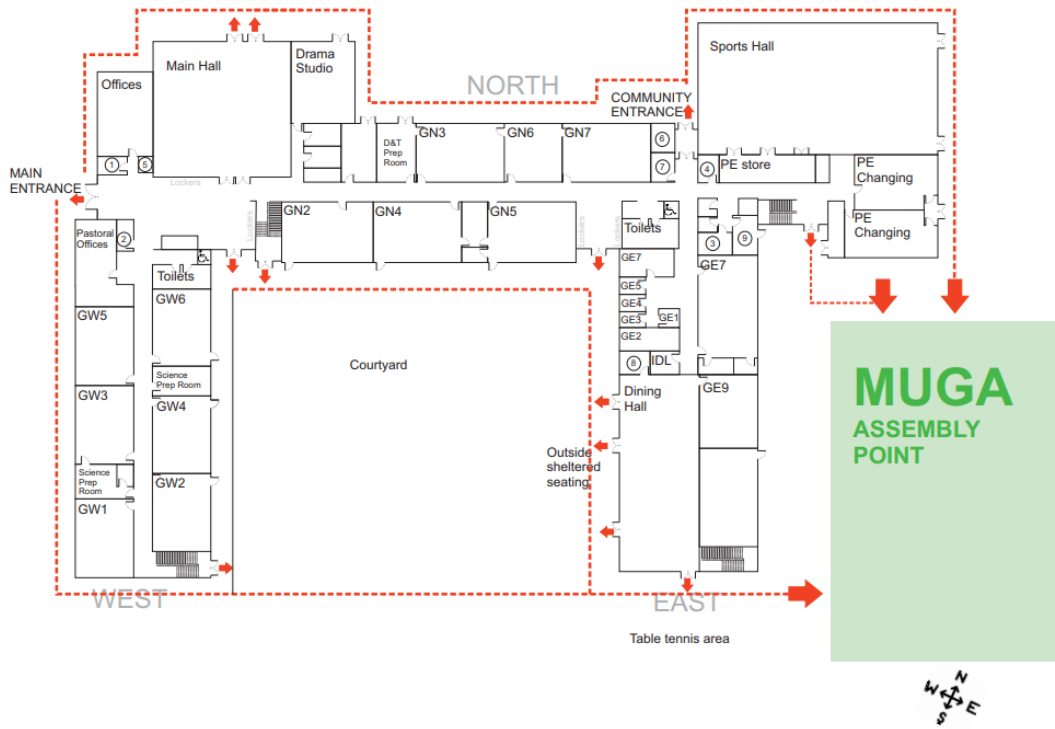 NORTH
Main Hall
Drama
Studio
Offices
Sports Hall
COMMUNITY
ENTRANCE
MAIN
ENTRANCE
1
5
Lockers
D&T
Prep
Room
GN3
GN6
GN7
6
7
4
PE store
PE
Changing
PE
Changing
Pastoral
Offices
2
Lockers
GN2
GN4
GN5
Lockers
Lockers
Toilets
3
9
Toilets
GW6
GW5
Science
Prep Room
GW3
GW4
Science
Prep
Room
GW2
GW1
Courtyard
GE7
GE5
GE4
GE3
GE1
GE2
8
IDL
GE7
Dining
Hall
GE9
Outside
sheltered
seating
MUGA
ASSEMBLY
POINT
WEST
EAST
Table tennis area
N
W
E
S